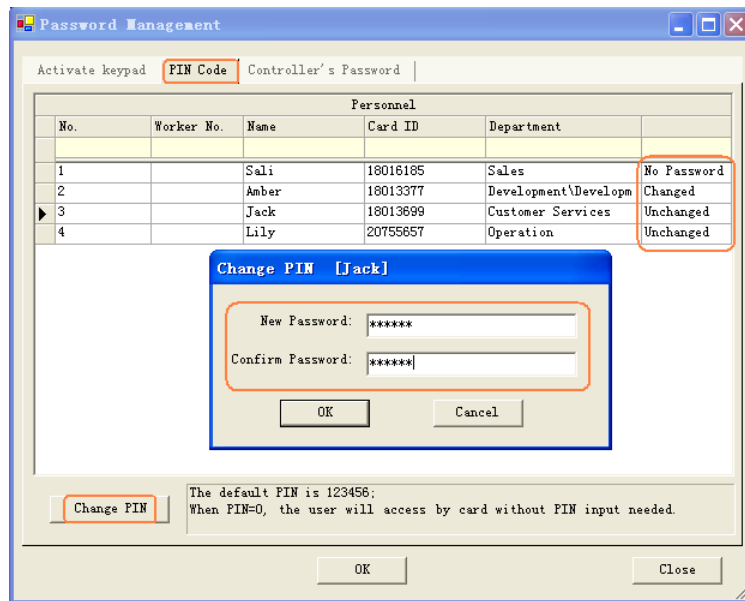 Password Management
Activate keypad PIN Code Controller's Password
Personnel
No. Worker No. Name Card ID Department
1 Sali 18016185 Sales No Password
2 Amber 18013377 Development\Developm Changed
3 Jack 18013699 Customer Services Unchanged
4 Lily 20755657 Operation Unchanged
Change PIN [Jack]
New Password: ******
Confirm Password: ******
OK Cancel
Change PIN
The default PIN is 123456;
When PIN=0, the user will access by card without PIN input needed.
OK Close